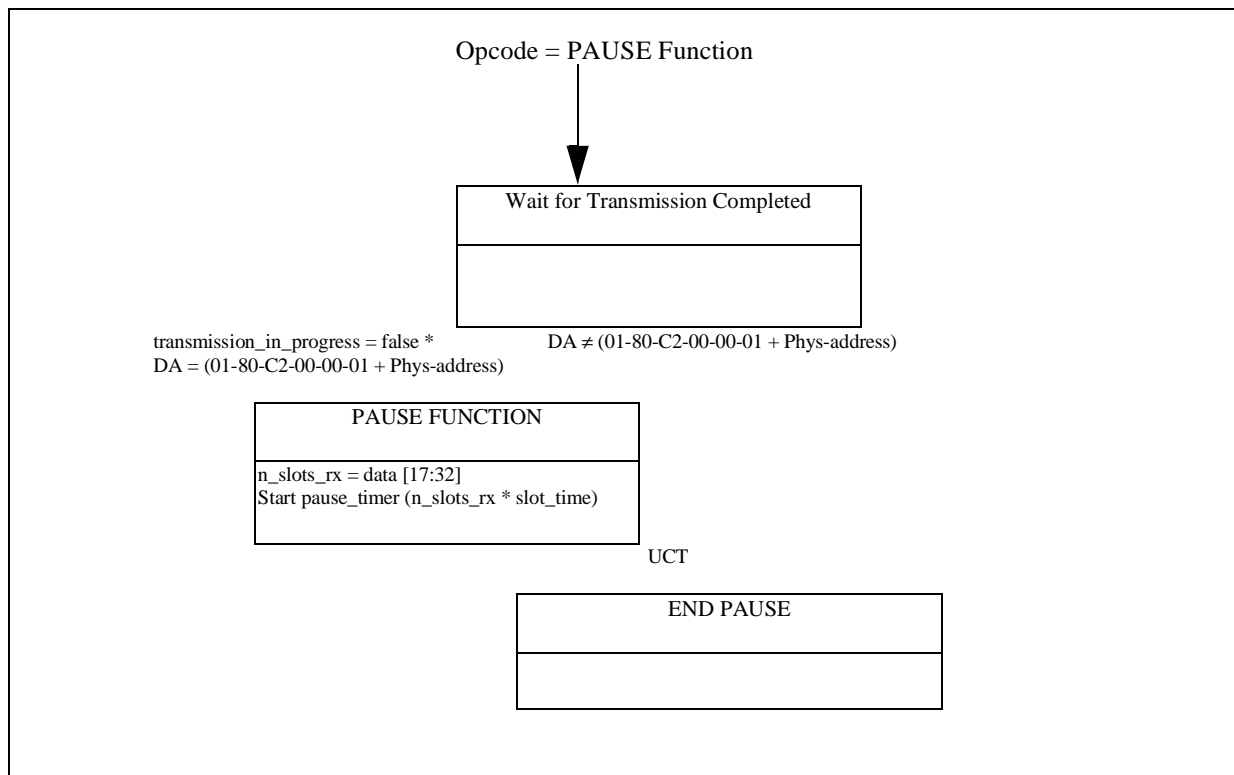 Opcode = PAUSE Function
Wait for Transmission Completed
transmission_in_progress = false *
DA = (01-80-C2-00-00-01 + Phys-address)
DA ≠ (01-80-C2-00-00-01 + Phys-address)
PAUSE FUNCTION
n_slots_rx = data [17:32]
Start pause_timer (n_slots_rx * slot_time)
UCT
END PAUSE